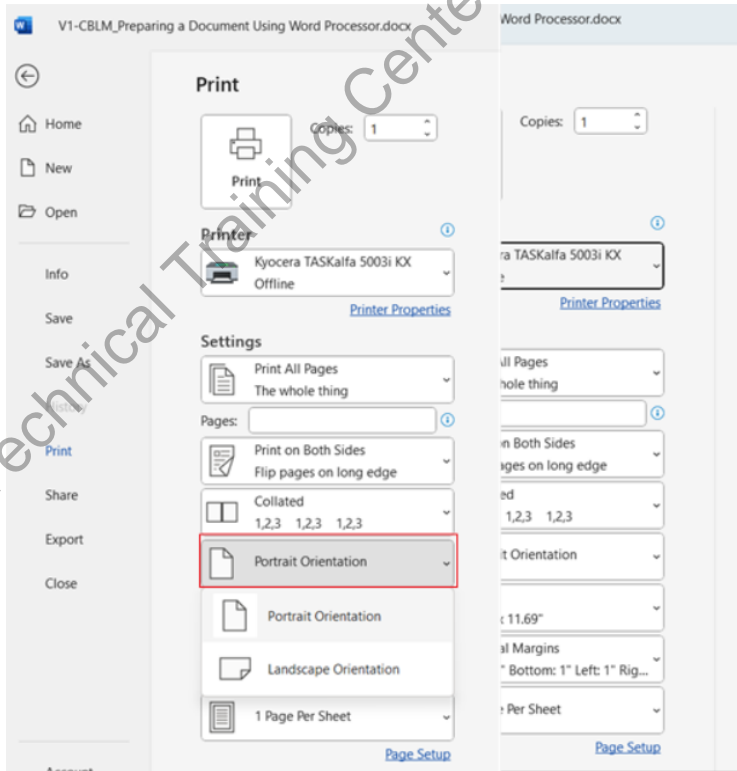 V1-CBLM_Preparing a Document Using Word Processor.docx
Home
New
Open
Info
Save
Save As
History
Print
Share
Export
Close
Print
Copies: 1
Print
Printer
Kyocera TASKalfa 5003i KX
Offline
Printer Properties
Settings
Print All Pages
The whole thing
Pages:
Print on Both Sides
Flip pages on long edge
Collated
1,2,3 1,2,3 1,2,3
Portrait Orientation
Portrait Orientation
Landscape Orientation
1 Page Per Sheet
Page Setup
Word Processor.docx
Copies: 1
ra TASKalfa 5003i KX
Printer Properties
All Pages
hole thing
n Both Sides
ages on long edge
ed
1,2,3 1,2,3
it Orientation
x 11.69"
al Margins
" Bottom: 1" Left: 1" Rig...
e Per Sheet
Page Setup
echnical Training Cente